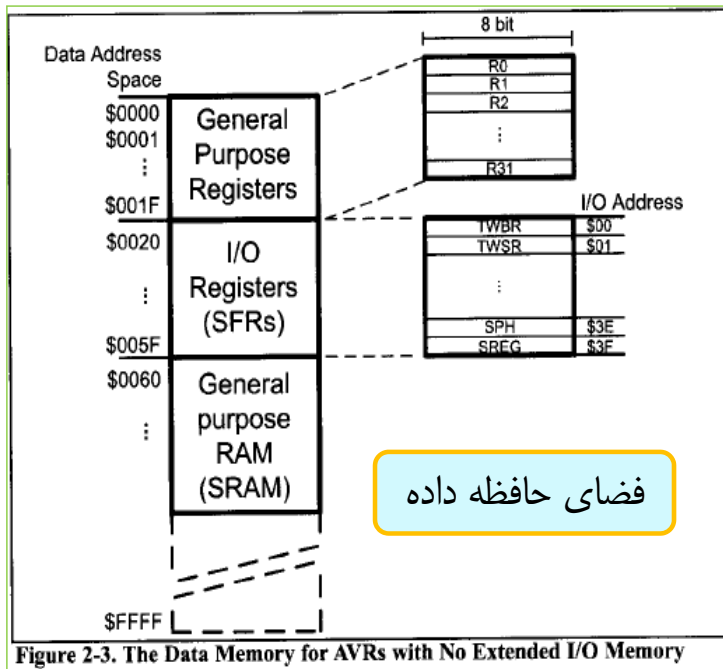 8 bit
Data Address
Space
$0000
$0001
⋮
$001F
$0020
⋮
$005F
$0060
⋮
$FFFF
General
Purpose
Registers
I/O
Registers
(SFRs)
General
purpose
RAM
(SRAM)
R0
R1
R2
⋮
R31
I/O Address
TWBR $00
TWSR $01
⋮
SPH $3E
SREG $3F
فضای حافظه داده
Figure 2-3. The Data Memory for AVRs with No Extended I/O Memory